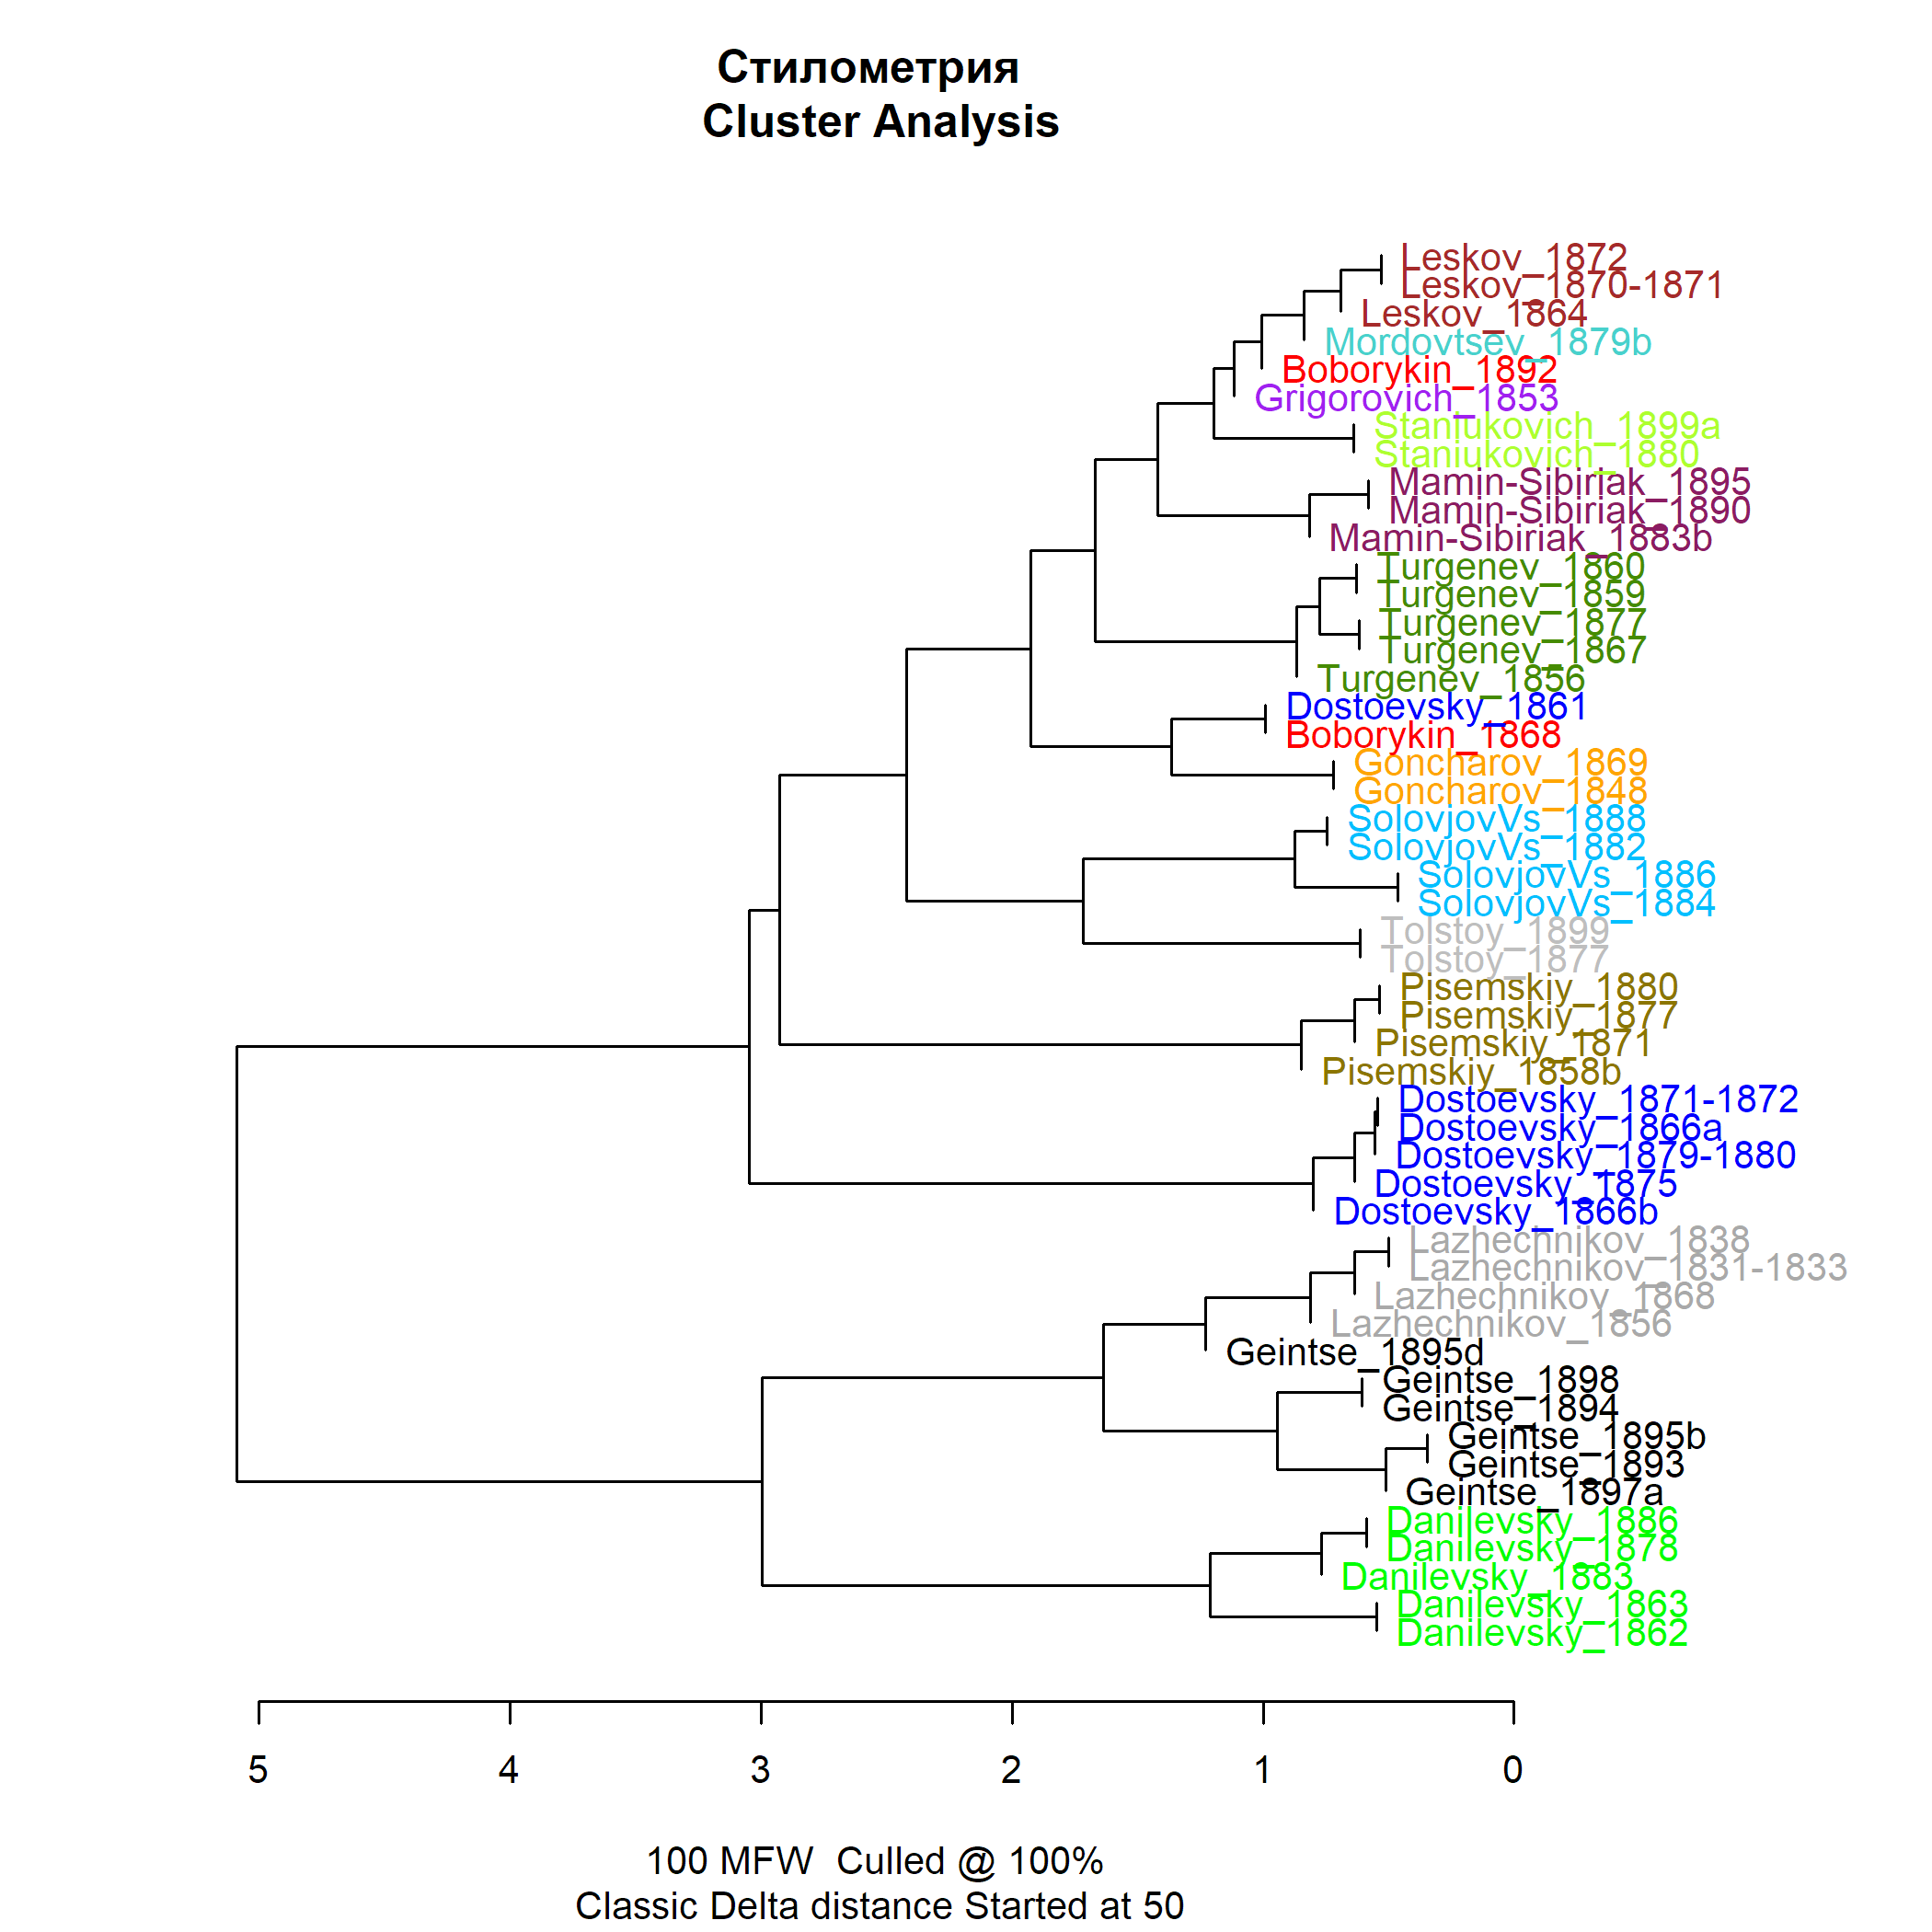 Стилометрия
Cluster Analysis
Leskov_1872
Leskov_1870-1871
Leskov_1864
Mordovtsev_1879b
Boborykin_1892
Grigorovich_1853
Staniukovich_1899a
Staniukovich_1880
Mamin-Sibiriak_1895
Mamin-Sibiriak_1890
Mamin-Sibiriak_1883b
Turgenev_1860
Turgenev_1859
Turgenev_1877
Turgenev_1867
Turgenev_1856
Dostoevsky_1861
Boborykin_1868
Goncharov_1869
Goncharov_1848
SolovjovVs_1888
SolovjovVs_1882
SolovjovVs_1886
SolovjovVs_1884
Tolstoy_1899
Tolstoy_1877
Pisemskiy_1880
Pisemskiy_1877
Pisemskiy_1871
Pisemskiy_1858b
Dostoevsky_1871-1872
Dostoevsky_1866a
Dostoevsky_1879-1880
Dostoevsky_1875
Dostoevsky_1866b
Lazhechnikov_1838
Lazhechnikov_1831-1833
Lazhechnikov_1868
Lazhechnikov_1856
Geintse_1895d
Geintse_1898
Geintse_1894
Geintse_1895b
Geintse_1893
Geintse_1897a
Danilevsky_1886
Danilevsky_1878
Danilevsky_1883
Danilevsky_1863
Danilevsky_1862
5 4 3 2 1 0
100 MFW Culled @ 100%
Classic Delta distance Started at 50